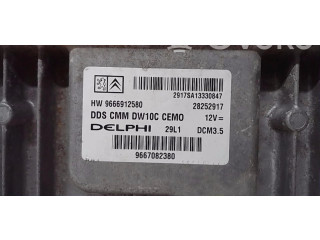 2917SA13330847
HW 9666912580 28252917
DDS CMM DW10C CEMO 12V=
DELPHI 29L1 DCM3.5
9667082380